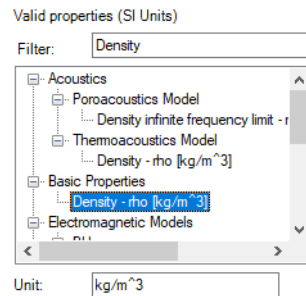 Valid properties (SI Units)
Filter: Density
Acoustics
Poroacoustics Model
Density infinite frequency limit -
Thermoacoustics Model
Density - rho [kg/m^3]
Basic Properties
Density - rho [kg/m^3]
Electromagnetic Models
Unit: kg/m^3